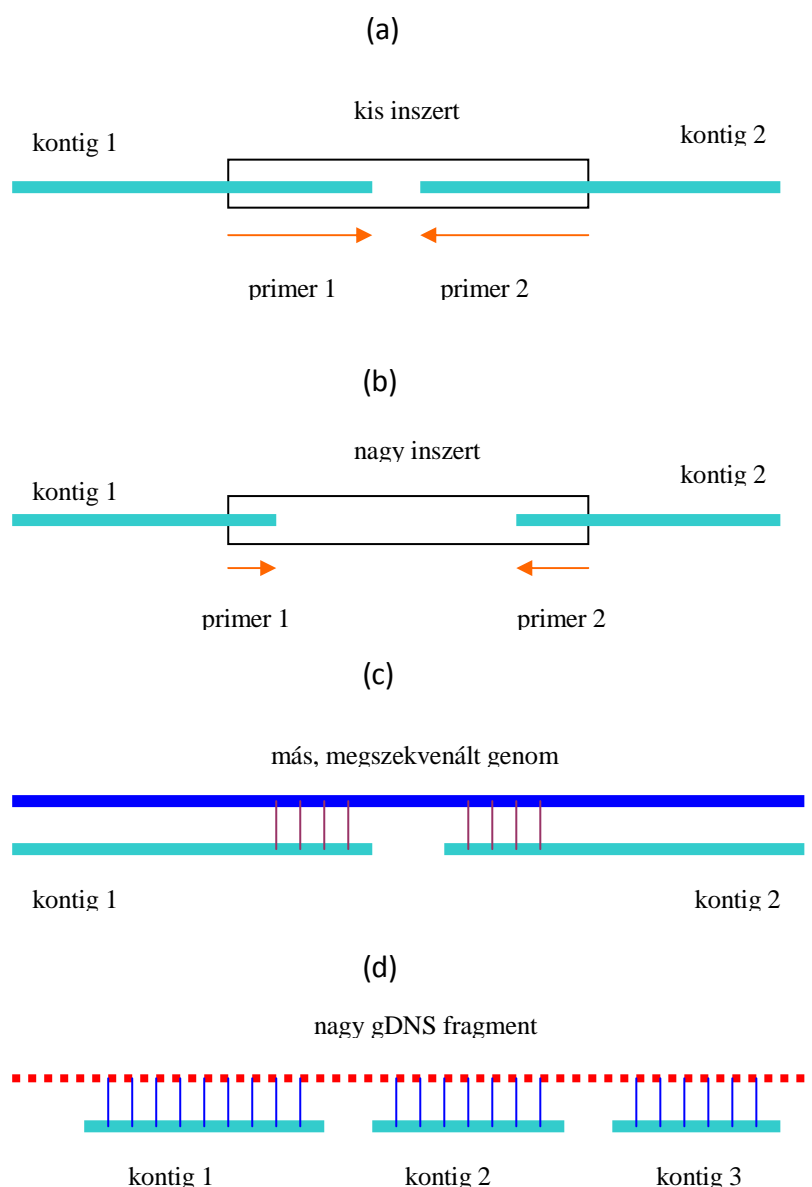 (a)
kis inszert
kontig 1
kontig 2
primer 1
primer 2
(b)
nagy inszert
kontig 1
kontig 2
primer 1
primer 2
(c)
más, megszekvenált genom
kontig 1
kontig 2
(d)
nagy gDNS fragment
kontig 1
kontig 2
kontig 3